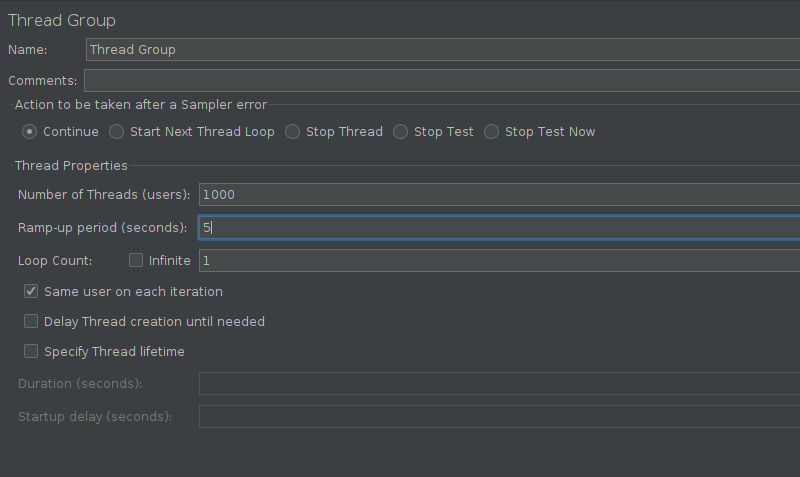 Thread Group
Name: Thread Group
Comments:
Action to be taken after a Sampler error
Continue Start Next Thread Loop Stop Thread Stop Test Stop Test Now
Thread Properties
Number of Threads (users): 1000
Ramp-up period (seconds): 5
Loop Count: Infinite 1
Same user on each iteration
Delay Thread creation until needed
Specify Thread lifetime
Duration (seconds):
Startup delay (seconds):